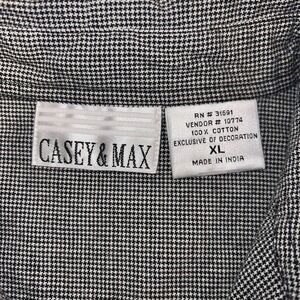 CASEY & MAX
RN # 31591
VENDOR # 10774
100% COTTON
EXCLUSIVE OF DECORATION
XL
MADE IN INDIA